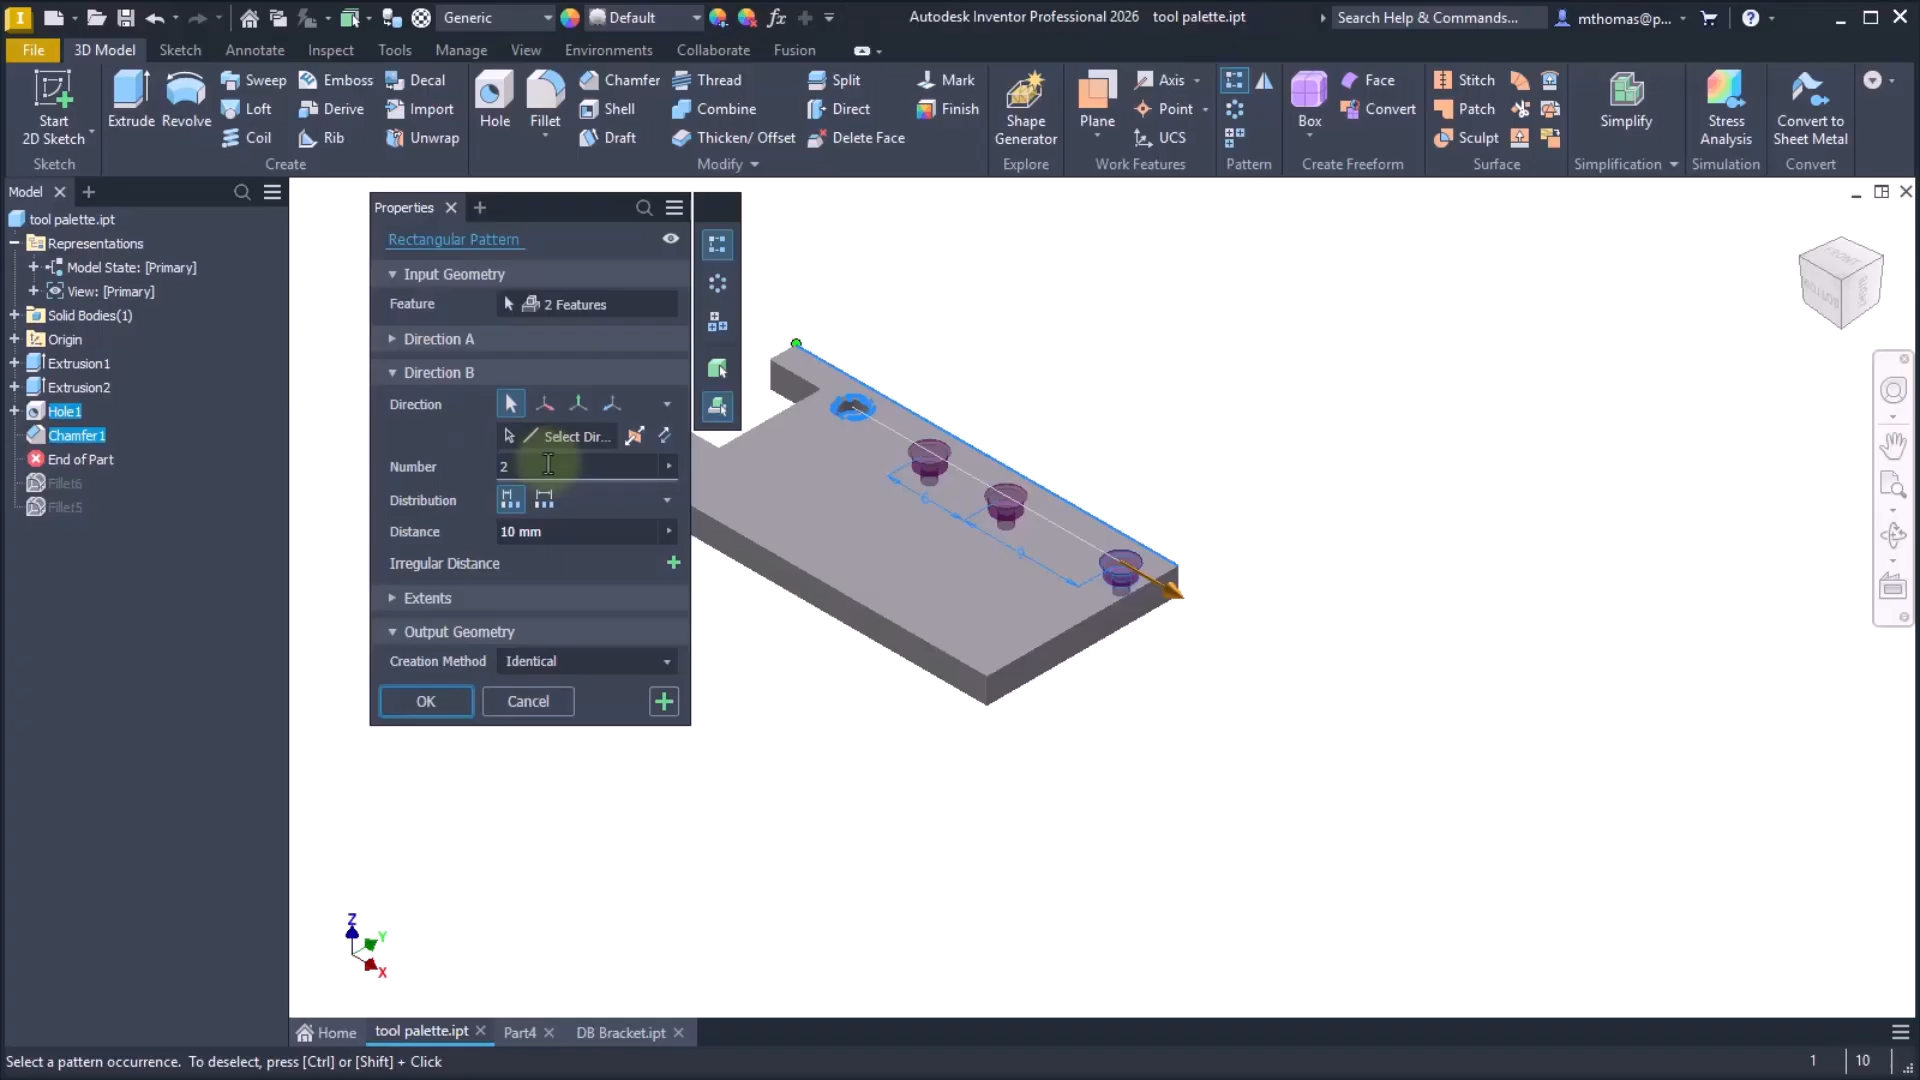 Generic
Default
fx
Autodesk Inventor Professional 2026 tool palette.ipt
Search Help & Commands...
mthomas@p...
File
3D Model
Sketch
Annotate
Inspect
Tools
Manage
View
Environments
Collaborate
Fusion
Start
2D Sketch
Extrude
Revolve
Sweep
Loft
Coil
Emboss
Derive
Rib
Decal
Import
Unwrap
Hole
Fillet
Chamfer
Shell
Draft
Thread
Combine
Thicken/ Offset
Split
Direct
Delete Face
Mark
Finish
Shape
Generator
Plane
Axis
Point
UCS
Box
Face
Convert
Stitch
Patch
Sculpt
Simplify
Stress
Analysis
Convert to
Sheet Metal
Sketch
Create
Modify
Explore
Work Features
Pattern
Create Freeform
Surface
Simplification
Simulation
Convert
Model
tool palette.ipt
Representations
Model State: [Primary]
View: [Primary]
Solid Bodies(1)
Origin
Extrusion1
Extrusion2
Hole1
Chamfer1
End of Part
Fillet6
Fillet5
Properties
Rectangular Pattern
Input Geometry
Feature
2 Features
Direction A
Direction B
Direction
Select Dir...
Number
2
Distribution
Distance
10 mm
Irregular Distance
Extents
Output Geometry
Creation Method
Identical
OK
Cancel
6
9
FRONT
BOTTOM
Z
Y
X
Home
tool palette.ipt
Part4
DB Bracket.ipt
Select a pattern occurrence. To deselect, press [Ctrl] or [Shift] + Click
1
10